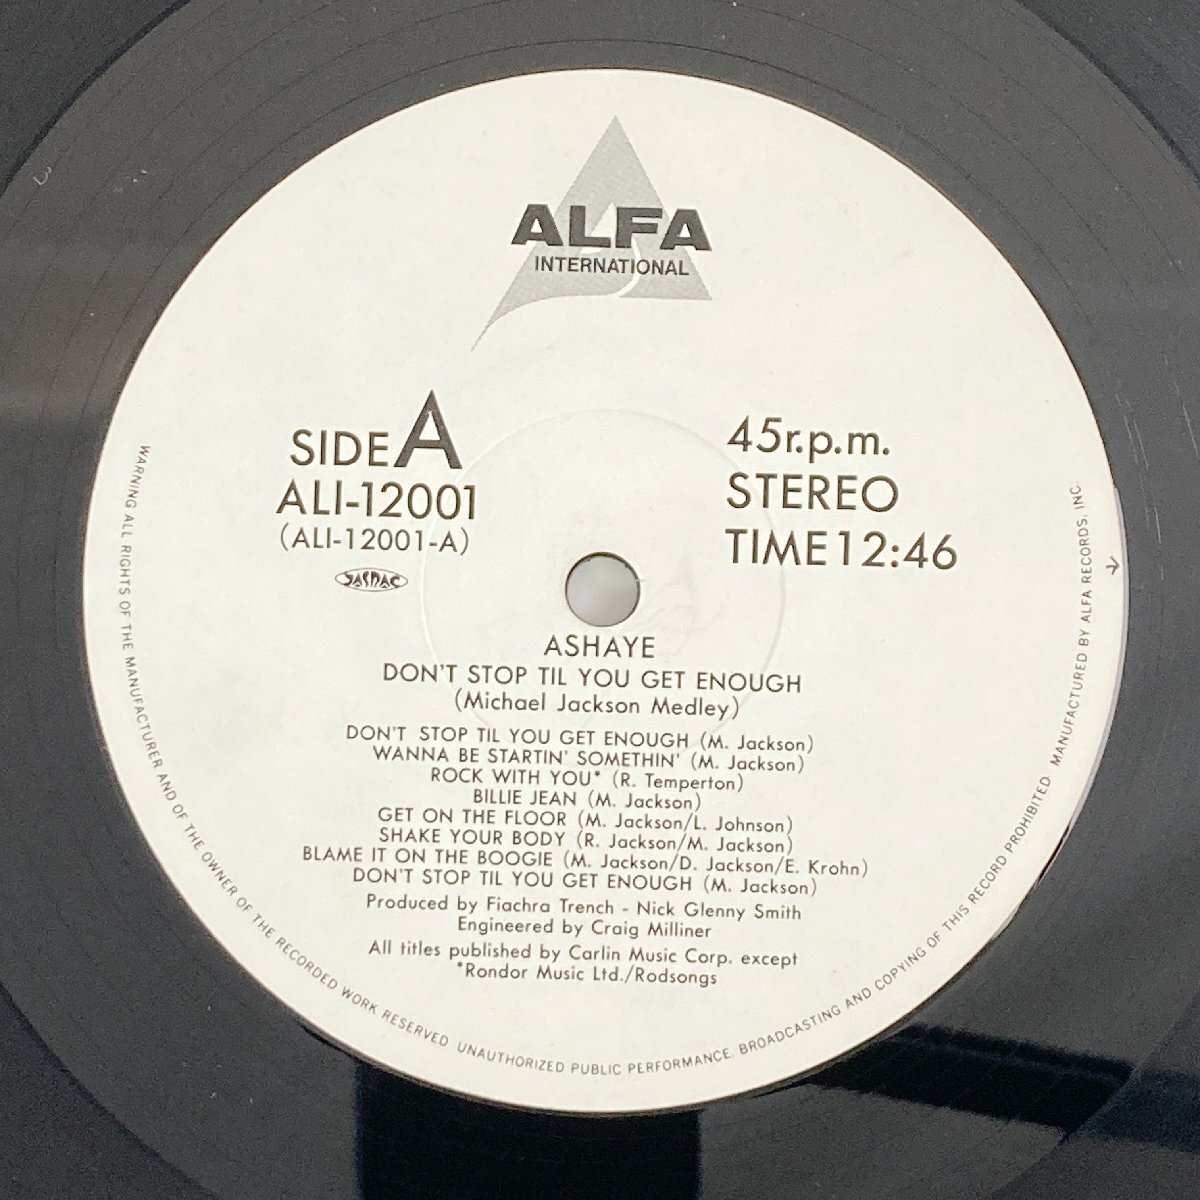 ALFA
INTERNATIONAL
SIDE A
ALI-12001
(ALI-12001-A)
JASRAC
45r.p.m.
STEREO
TIME 12:46
ASHAYE
DON'T STOP TIL YOU GET ENOUGH
(Michael Jackson Medley)
DON'T STOP TIL YOU GET ENOUGH (M. Jackson)
WANNA BE STARTIN' SOMETHIN' (M. Jackson)
ROCK WITH YOU* (R. Temperton)
BILLIE JEAN (M. Jackson)
GET ON THE FLOOR (M. Jackson/L. Johnson)
SHAKE YOUR BODY (R. Jackson/M. Jackson)
BLAME IT ON THE BOOGIE (M. Jackson/D. Jackson/E. Krohn)
DON'T STOP TIL YOU GET ENOUGH (M. Jackson)
Produced by Fiachra Trench - Nick Glenny Smith
Engineered by Craig Milliner
All titles published by Carlin Music Corp. except
*Rondor Music Ltd./Rodsongs
WARNING ALL RIGHTS OF THE MANUFACTURER AND OF THE OWNER OF THE RECORDED WORK RESERVED UNAUTHORIZED PUBLIC PERFORMANCE. BROADCASTING AND COPYING OF THIS RECORD PROHIBITED MANUFACTURED BY ALFA RECORDS, INC.